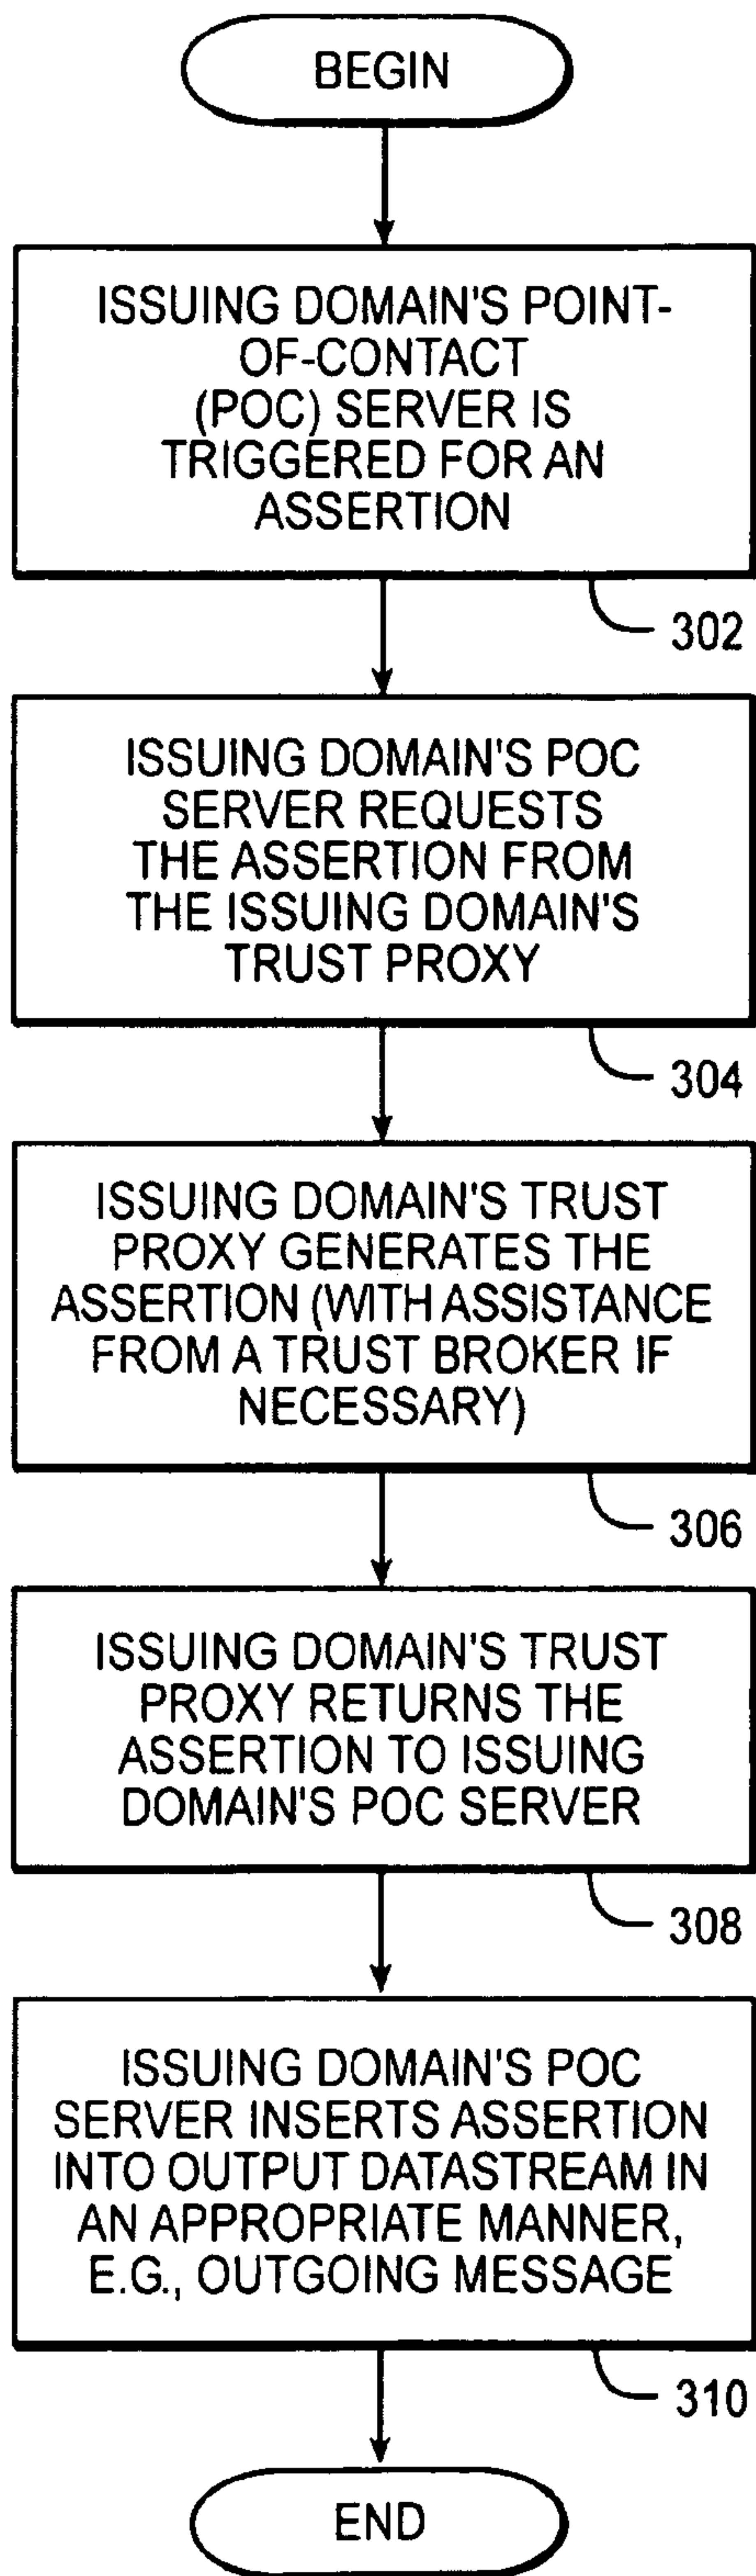 BEGIN
ISSUING DOMAIN'S POINT-
OF-CONTACT
(POC) SERVER IS
TRIGGERED FOR AN
ASSERTION
302
ISSUING DOMAIN'S POC
SERVER REQUESTS
THE ASSERTION FROM
THE ISSUING DOMAIN'S
TRUST PROXY
304
ISSUING DOMAIN'S TRUST
PROXY GENERATES THE
ASSERTION (WITH ASSISTANCE
FROM A TRUST BROKER IF
NECESSARY)
306
ISSUING DOMAIN'S TRUST
PROXY RETURNS THE
ASSERTION TO ISSUING
DOMAIN'S POC SERVER
308
ISSUING DOMAIN'S POC
SERVER INSERTS ASSERTION
INTO OUTPUT DATASTREAM IN
AN APPROPRIATE MANNER,
E.G., OUTGOING MESSAGE
310
END